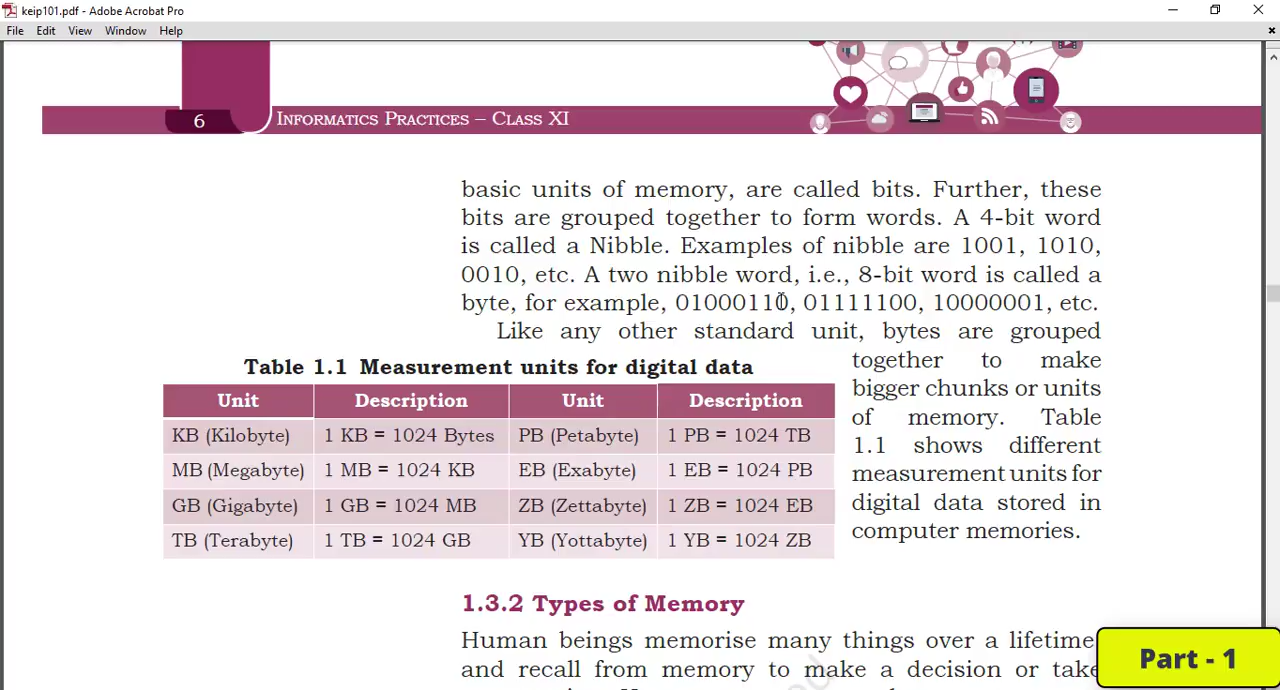 keip101.pdf - Adobe Acrobat Pro
File Edit View Window Help
6 INFORMATICS PRACTICES – CLASS XI
basic units of memory, are called bits. Further, these
bits are grouped together to form words. A 4-bit word
is called a Nibble. Examples of nibble are 1001, 1010,
0010, etc. A two nibble word, i.e., 8-bit word is called a
byte, for example, 01000110, 01111100, 10000001, etc.
Like any other standard unit, bytes are grouped
together to make
bigger chunks or units
of memory. Table
1.1 shows different
measurement units for
digital data stored in
computer memories.
Table 1.1 Measurement units for digital data
Unit Description Unit Description
KB (Kilobyte) 1 KB = 1024 Bytes PB (Petabyte) 1 PB = 1024 TB
MB (Megabyte) 1 MB = 1024 KB EB (Exabyte) 1 EB = 1024 PB
GB (Gigabyte) 1 GB = 1024 MB ZB (Zettabyte) 1 ZB = 1024 EB
TB (Terabyte) 1 TB = 1024 GB YB (Yottabyte) 1 YB = 1024 ZB
1.3.2 Types of Memory
Human beings memorise many things over a lifetime,
and recall from memory to make a decision or take
Part - 1